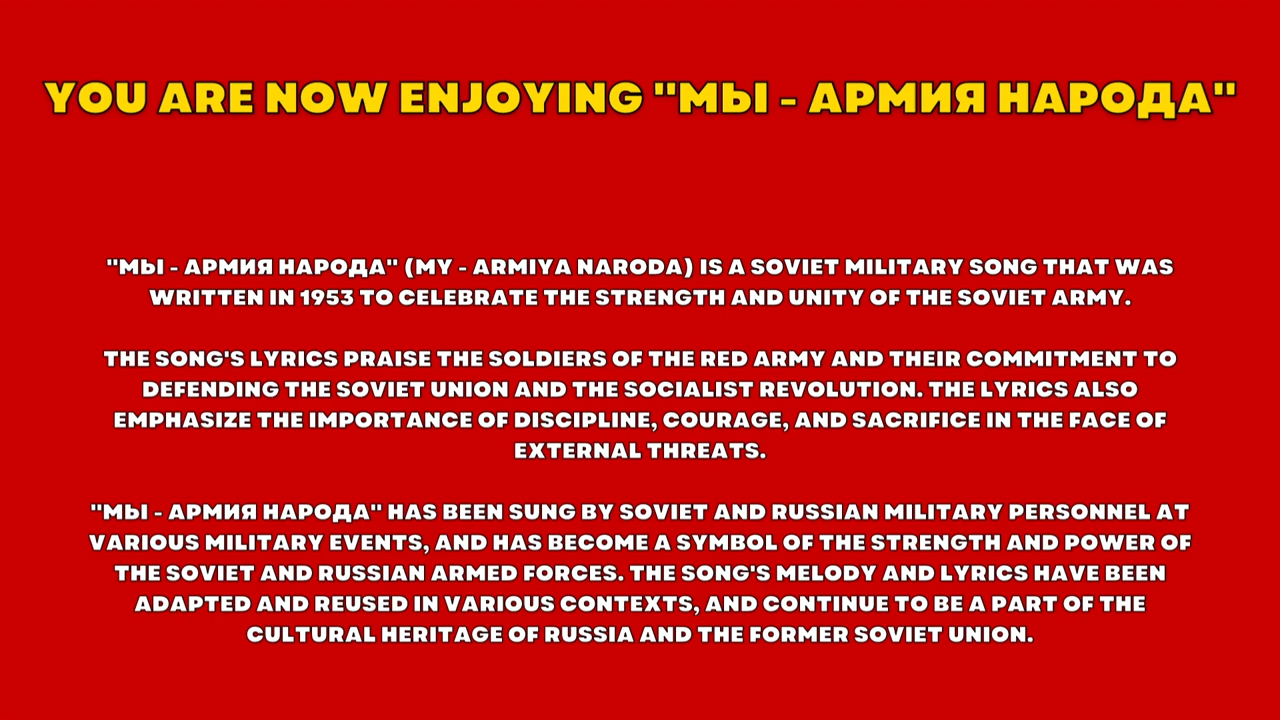 YOU ARE NOW ENJOYING "МЫ - АРМИЯ НАРОДА"
"МЫ - АРМИЯ НАРОДА" (MY - ARMIYA NARODA) IS A SOVIET MILITARY SONG THAT WAS
WRITTEN IN 1953 TO CELEBRATE THE STRENGTH AND UNITY OF THE SOVIET ARMY.
THE SONG'S LYRICS PRAISE THE SOLDIERS OF THE RED ARMY AND THEIR COMMITMENT TO
DEFENDING THE SOVIET UNION AND THE SOCIALIST REVOLUTION. THE LYRICS ALSO
EMPHASIZE THE IMPORTANCE OF DISCIPLINE, COURAGE, AND SACRIFICE IN THE FACE OF
EXTERNAL THREATS.
"МЫ - АРМИЯ НАРОДА" HAS BEEN SUNG BY SOVIET AND RUSSIAN MILITARY PERSONNEL AT
VARIOUS MILITARY EVENTS, AND HAS BECOME A SYMBOL OF THE STRENGTH AND POWER OF
THE SOVIET AND RUSSIAN ARMED FORCES. THE SONG'S MELODY AND LYRICS HAVE BEEN
ADAPTED AND REUSED IN VARIOUS CONTEXTS, AND CONTINUE TO BE A PART OF THE
CULTURAL HERITAGE OF RUSSIA AND THE FORMER SOVIET UNION.